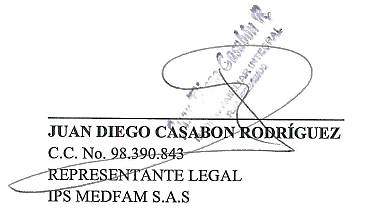 JUAN DIEGO CASABON RODRÍGUEZ
C.C. No. 98.390.843
REPRESENTANTE LEGAL
IPS MEDFAM S.A.S